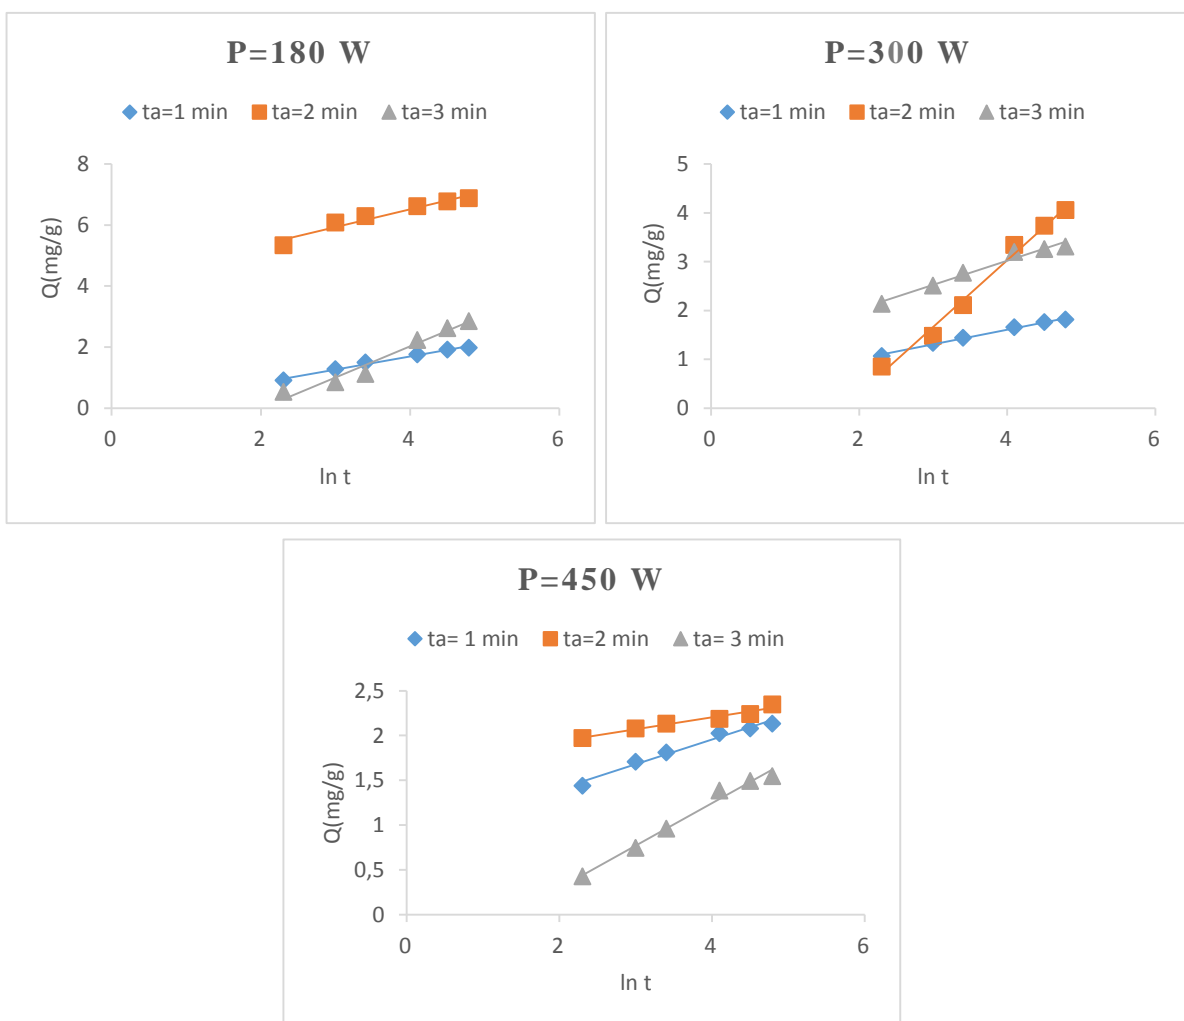 P=180 W
ta=1 min ta=2 min ta=3 min
8
6
4
2
0
Q(mg/g)
0 2 4 6
ln t
P=300 W
ta=1 min ta=2 min ta=3 min
5
4
3
2
1
0
Q(mg/g)
0 2 4 6
ln t
P=450 W
ta= 1 min ta=2 min ta= 3 min
2,5
2
1,5
1
0,5
0
Q(mg/g)
0 2 4 6
ln t